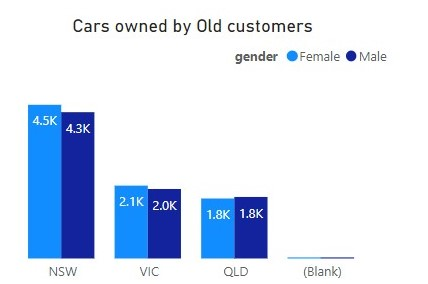 Cars owned by Old customers
gender Female Male
4.5K 4.3K 2.1K 2.0K 1.8K 1.8K
NSW VIC QLD (Blank)